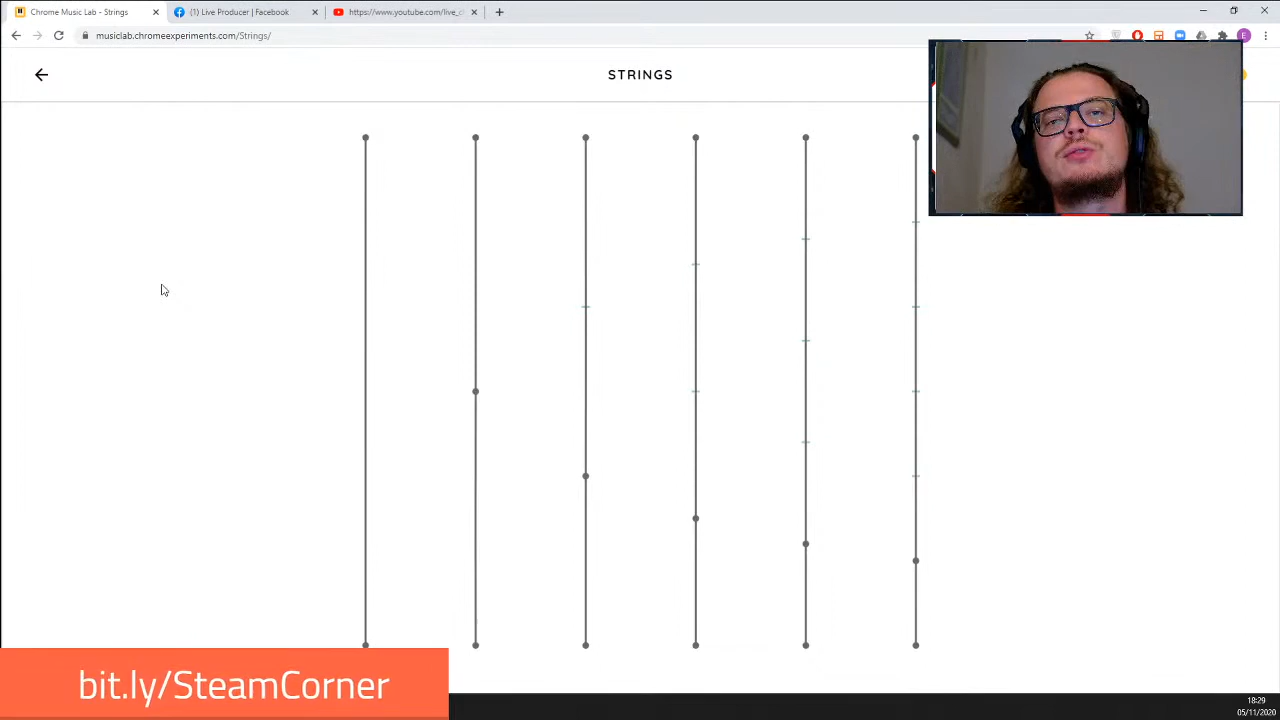 Chrome Music Lab - Strings
(1) Live Producer | Facebook
https://www.youtube.com/live_d
musiclab.chromeexperiments.com/Strings/
E
STRINGS
bit.ly/SteamCorner
18:29
05/11/2020